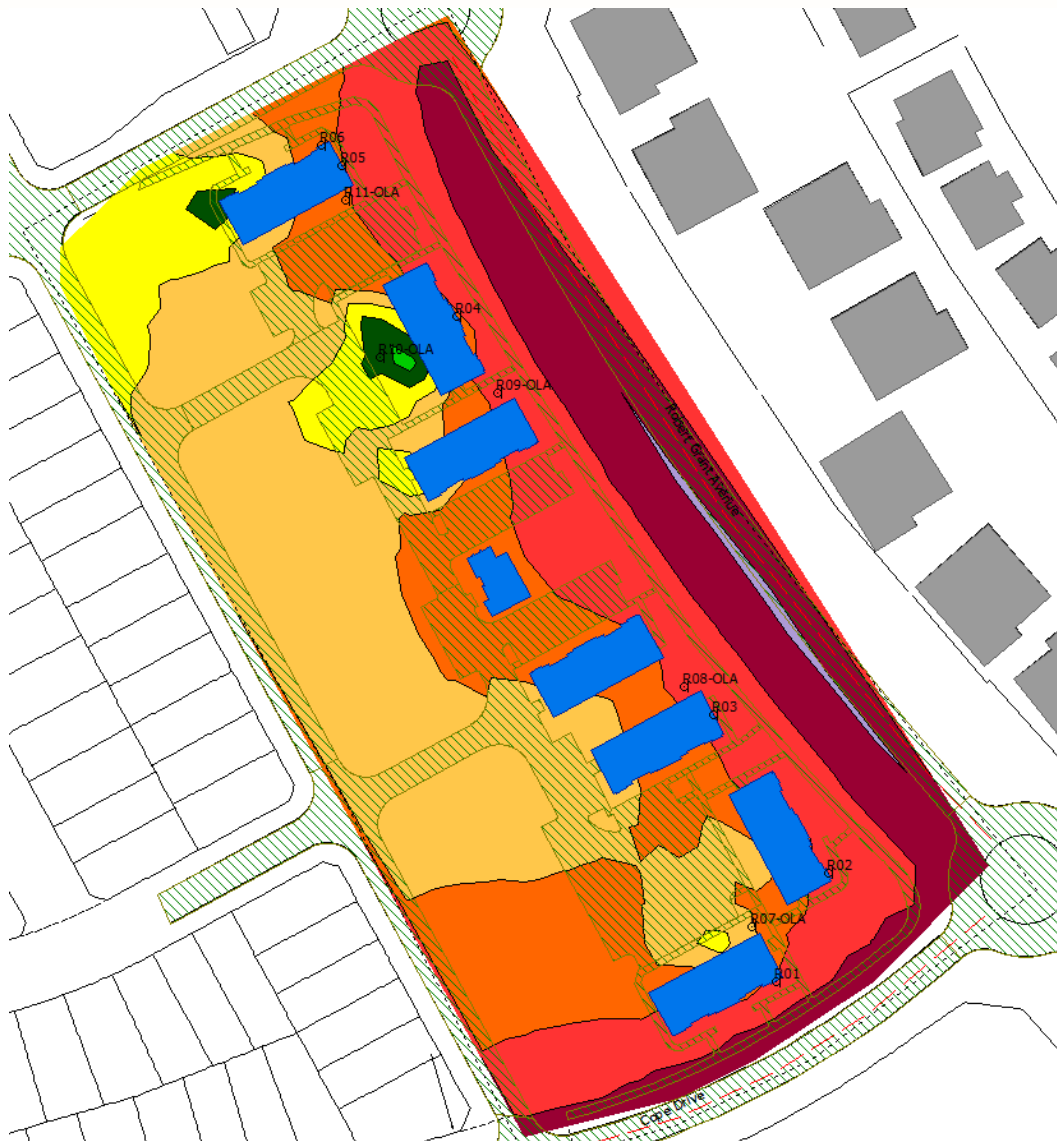 R06
R05
R11-OLA
R04
R10-OLA
R09-OLA
Robert Grant Avenue
R08-OLA
R03
R02
R07-OLA
R01
Cope Drive